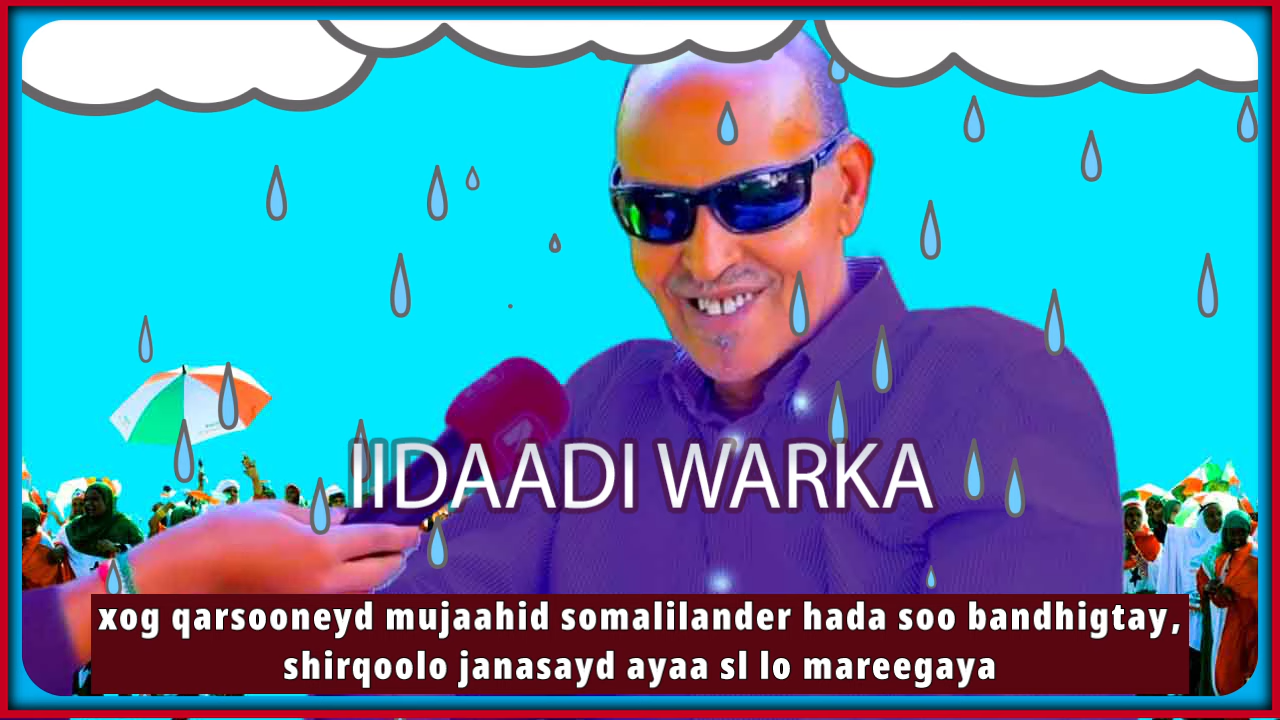 IIDAADI WARKA
xog qarsooneyd mujaahid somalilander hada soo bandhigtay,
shirqoolo janasayd ayaa sl lo mareegaya